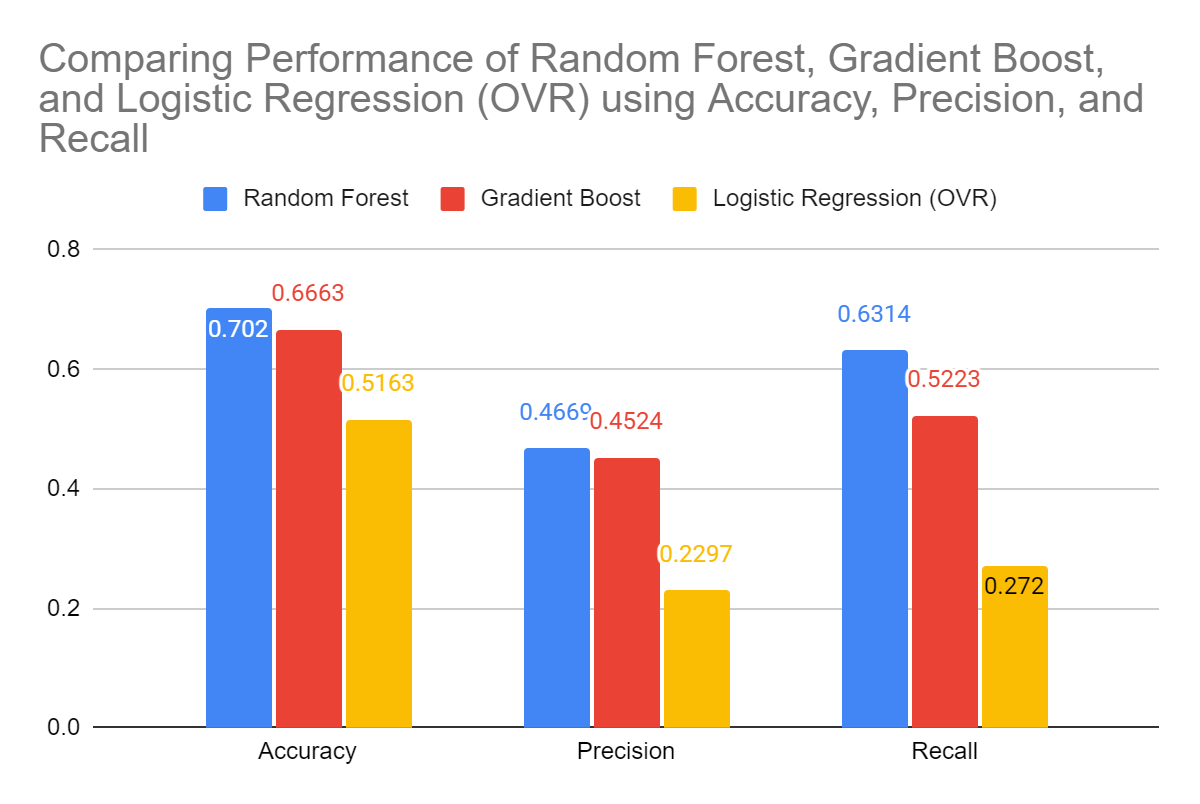 Comparing Performance of Random Forest, Gradient Boost,
and Logistic Regression (OVR) using Accuracy, Precision, and
Recall
Random Forest Gradient Boost Logistic Regression (OVR)
0.8
0.6
0.4
0.2
0.0
0.702
0.6663
0.5163
0.4669
0.4524
0.2297
0.6314
0.5223
0.272
Accuracy Precision Recall